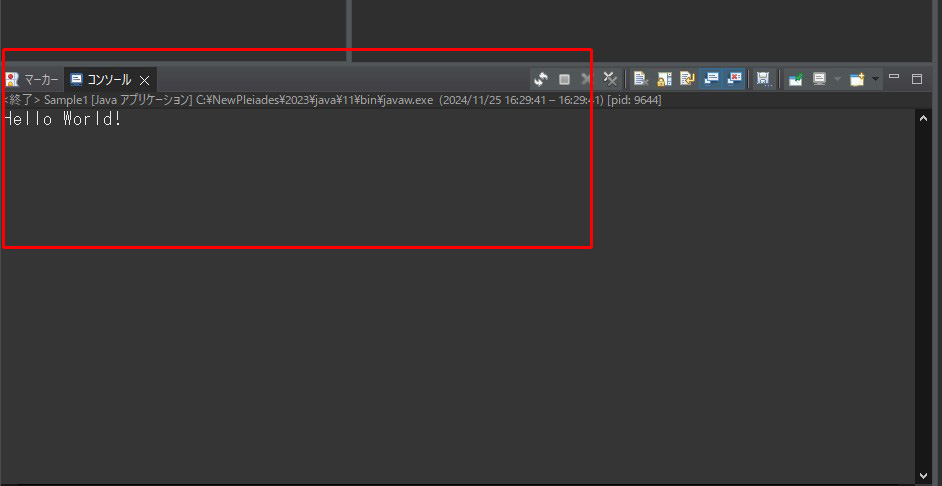 マーカー コンソール
<終了> Sample1 [Java アプリケーション] C:¥NewPleiades¥2023¥java¥11¥bin¥javaw.exe (2024/11/25 16:29:41 – 16:29:41) [pid: 9644]
Hello World!